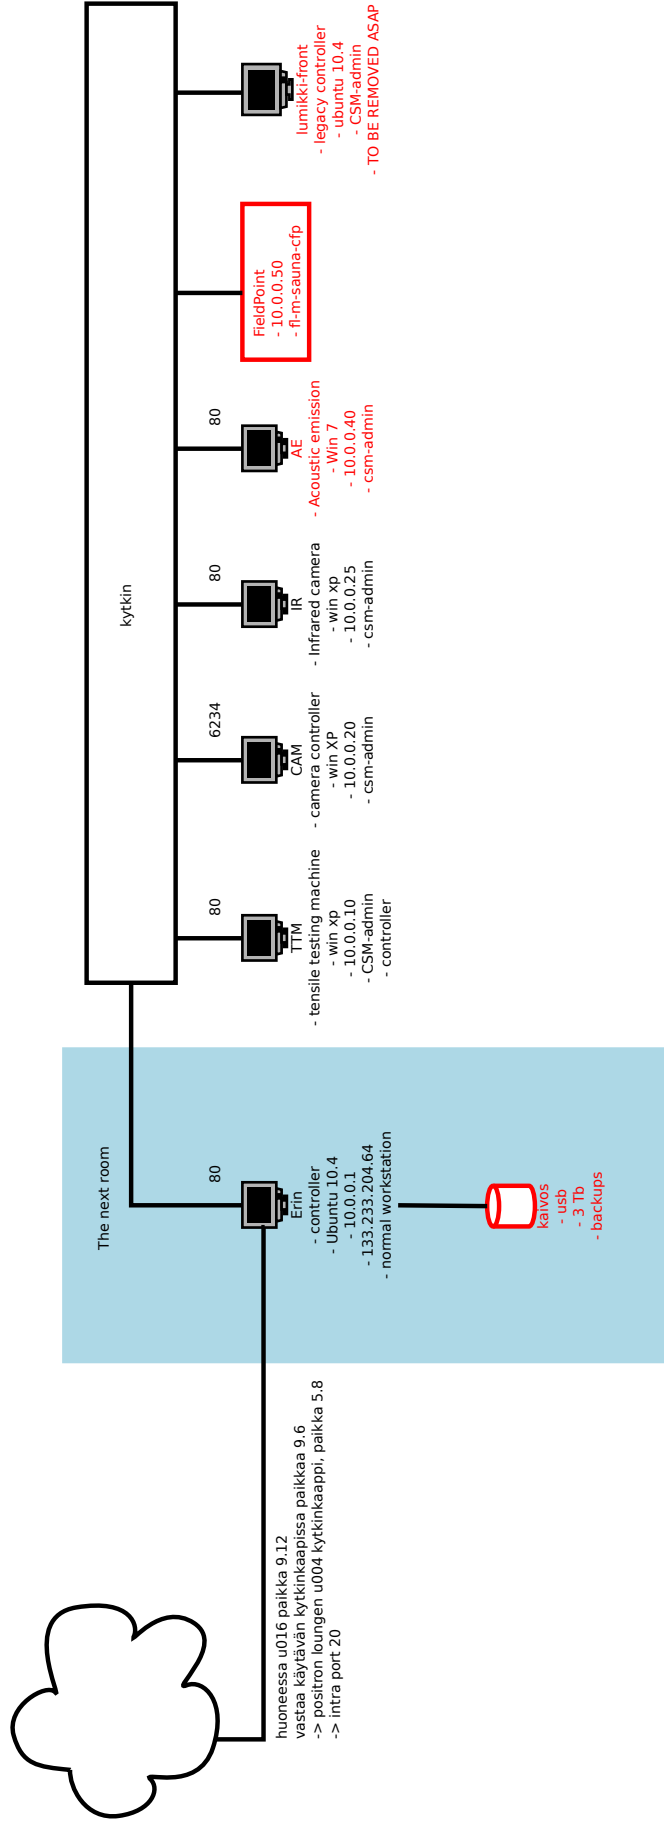 huoneessa u016 paikka 9.12
vastaa käytävän kytkinkaapissa paikkaa 9.6
-> positron loungen u004 kytkinkaappi, paikka 5.8
-> intra port 20
The next room
80
Erin
- controller
- Ubuntu 10.4
- 10.0.0.1
- 133.233.204.64
- normal workstation
kaivos
- usb
- 3 Tb
- backups
kytkin
80
TTM
- tensile testing machine
- win xp
- 10.0.0.10
- CSM-admin
- controller
6234
CAM
- camera controller
- win XP
- 10.0.0.20
- csm-admin
80
IR
- Infrared camera
- win xp
- 10.0.0.25
- csm-admin
80
AE
- Acoustic emission
- Win 7
- 10.0.0.40
- csm-admin
FieldPoint
- 10.0.0.50
- fl-m-sauna-cfp
lumikki-front
- legacy controller
- ubuntu 10.4
- CSM-admin
- TO BE REMOVED ASAP